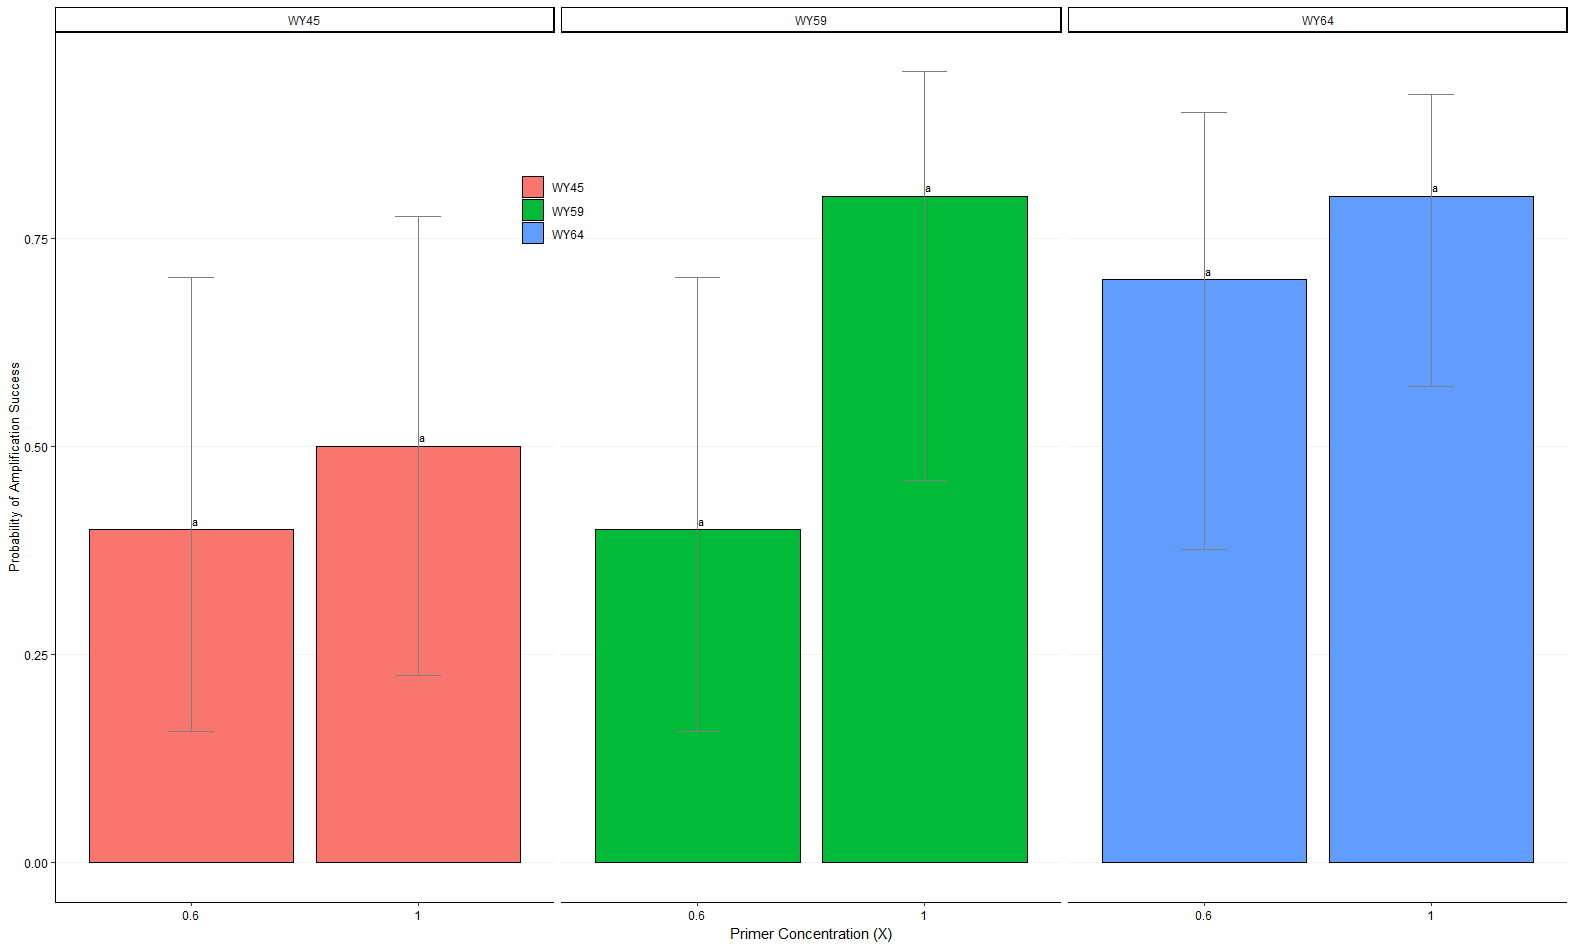 WY45 WY59 WY64
WY45
WY59
WY64
a a a a a a
0.75
0.50
0.25
0.00
Probability of Amplification Success
0.6 1 0.6 1 0.6 1
Primer Concentration (X)